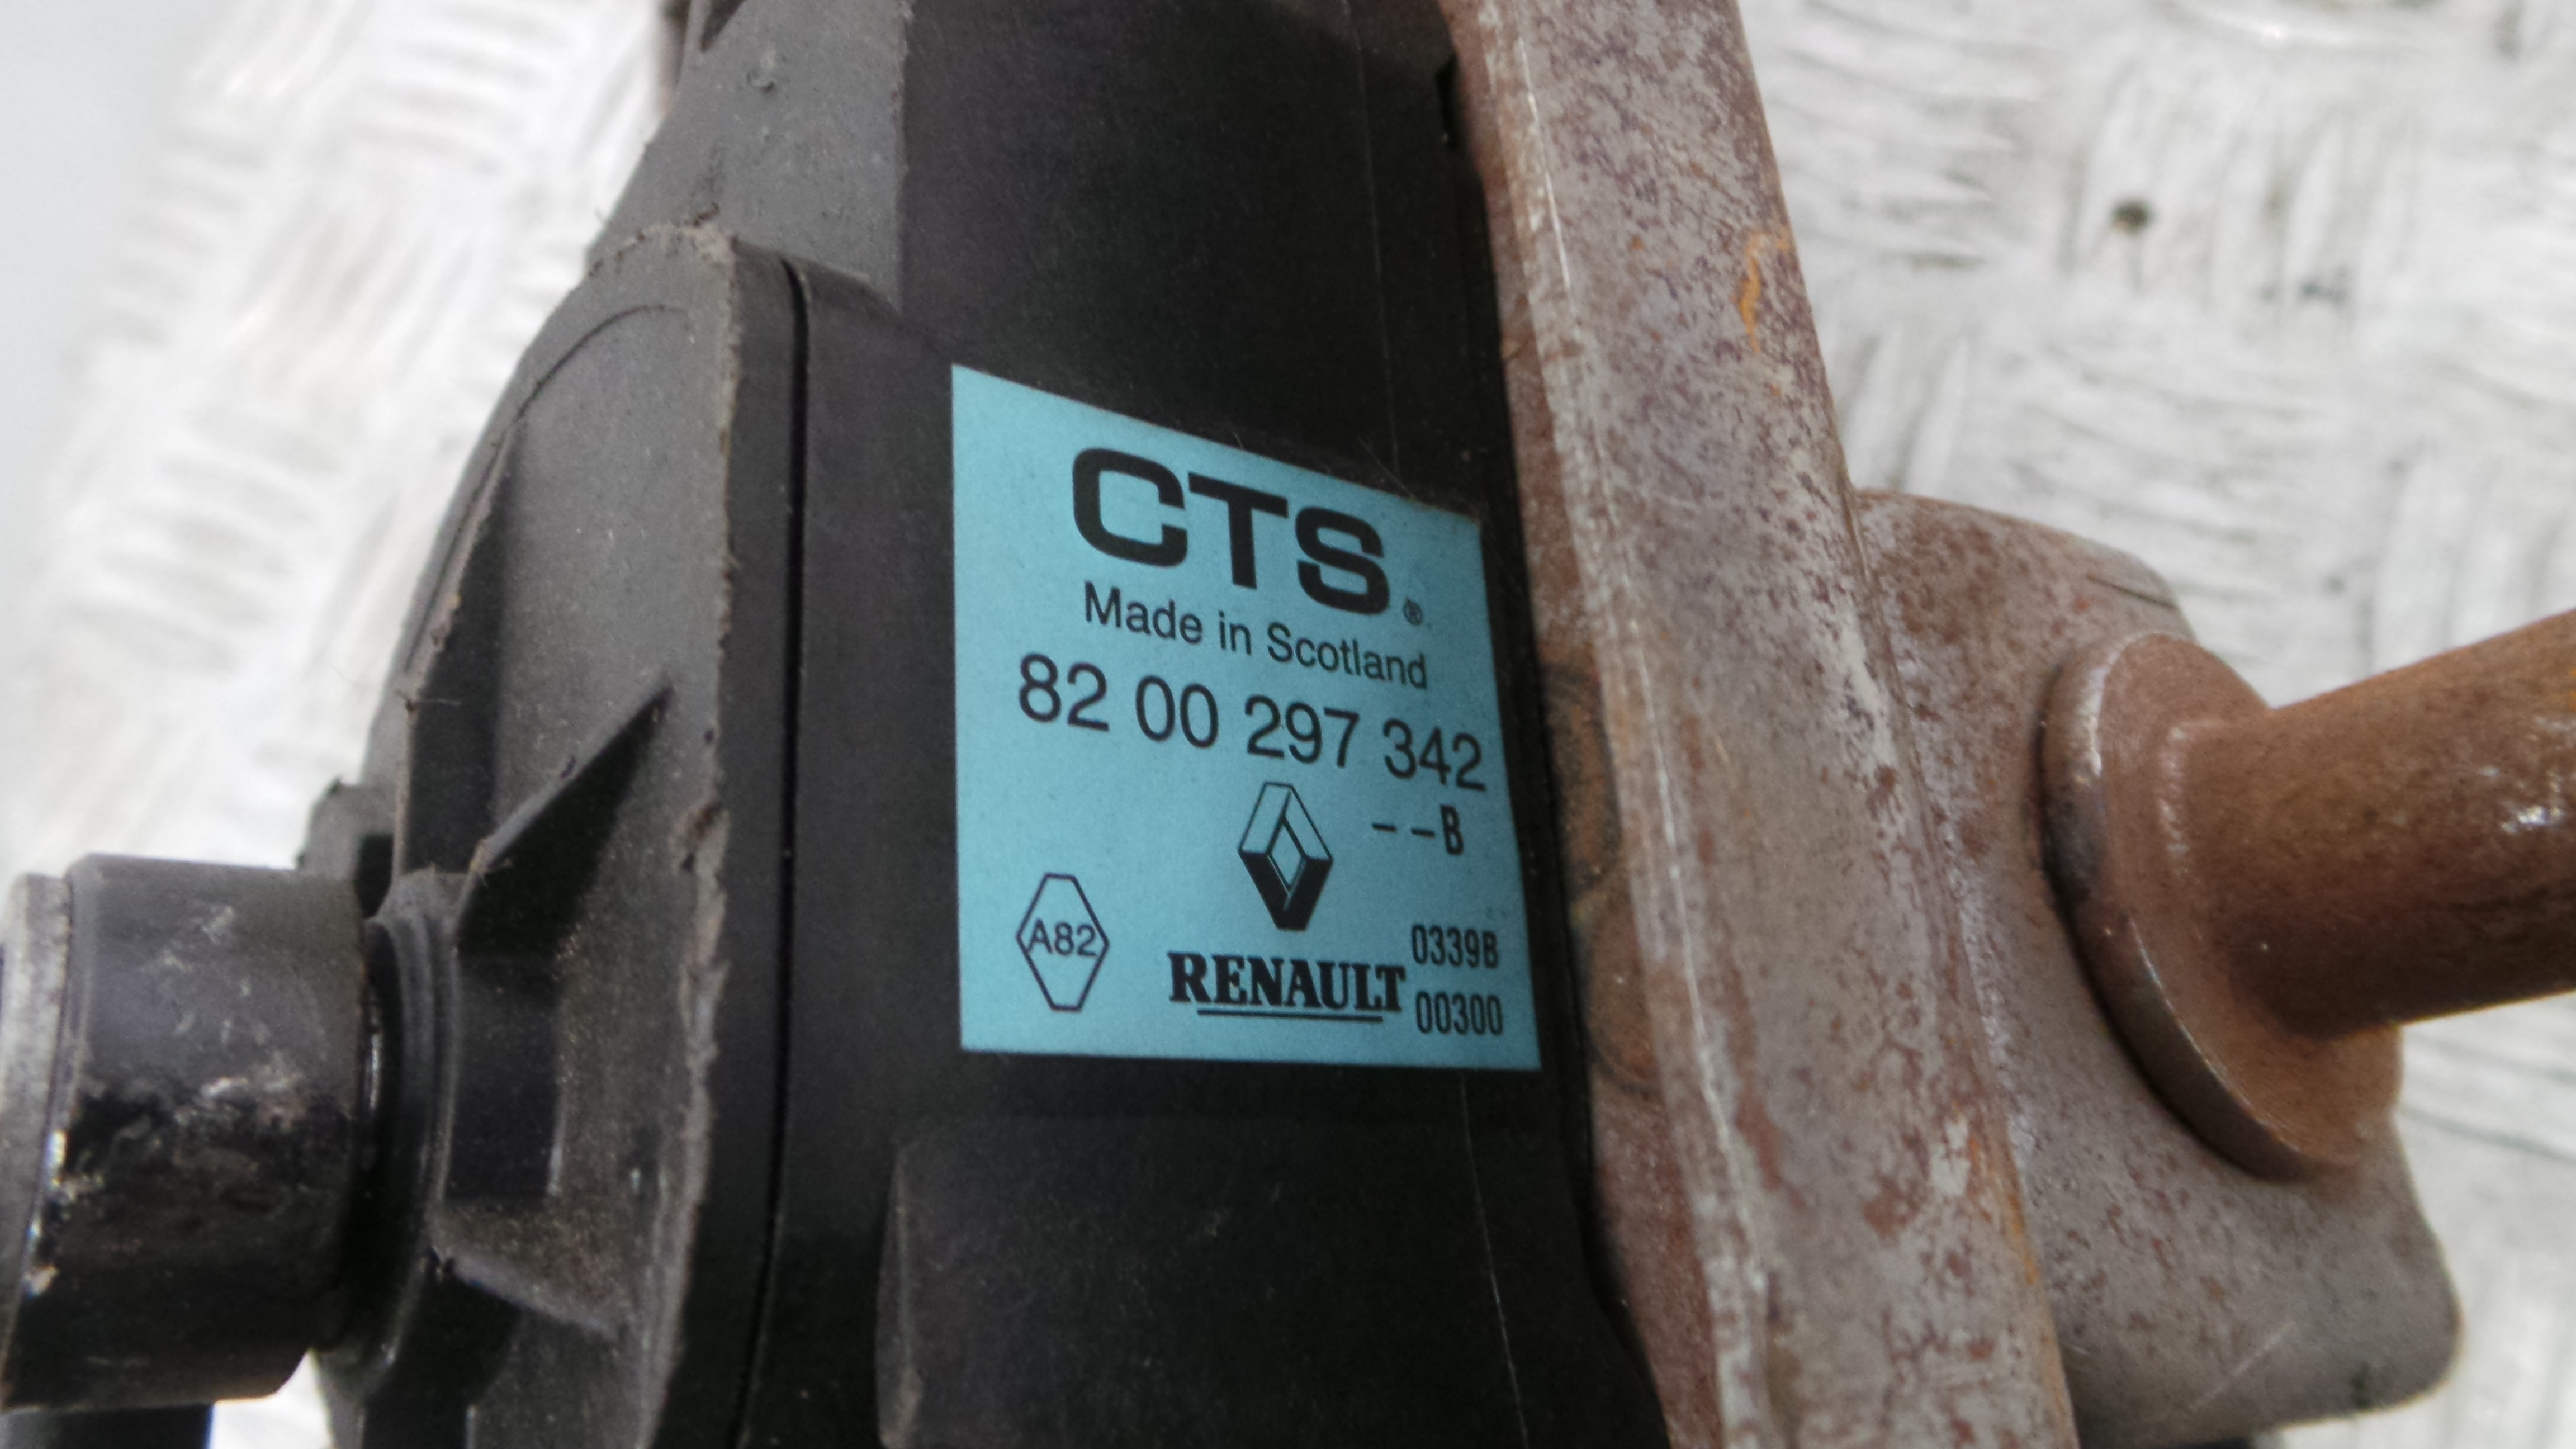 CTS®
Made in Scotland
82 00 297 342
--B
A82
RENAULT
0339B
00300